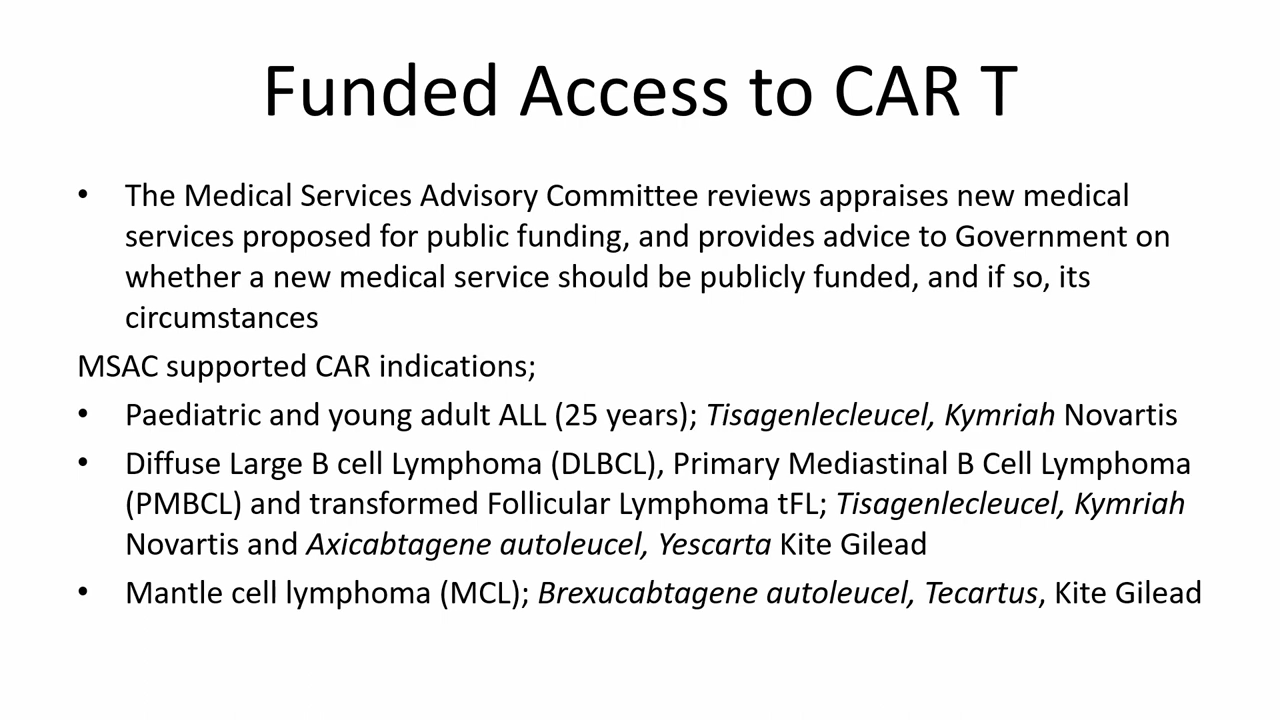 Funded Access to CAR T
• The Medical Services Advisory Committee reviews appraises new medical
services proposed for public funding, and provides advice to Government on
whether a new medical service should be publicly funded, and if so, its
circumstances
MSAC supported CAR indications;
• Paediatric and young adult ALL (25 years); Tisagenlecleucel, Kymriah Novartis
• Diffuse Large B cell Lymphoma (DLBCL), Primary Mediastinal B Cell Lymphoma
(PMBCL) and transformed Follicular Lymphoma tFL; Tisagenlecleucel, Kymriah
Novartis and Axicabtagene autoleucel, Yescarta Kite Gilead
• Mantle cell lymphoma (MCL); Brexucabtagene autoleucel, Tecartus, Kite Gilead